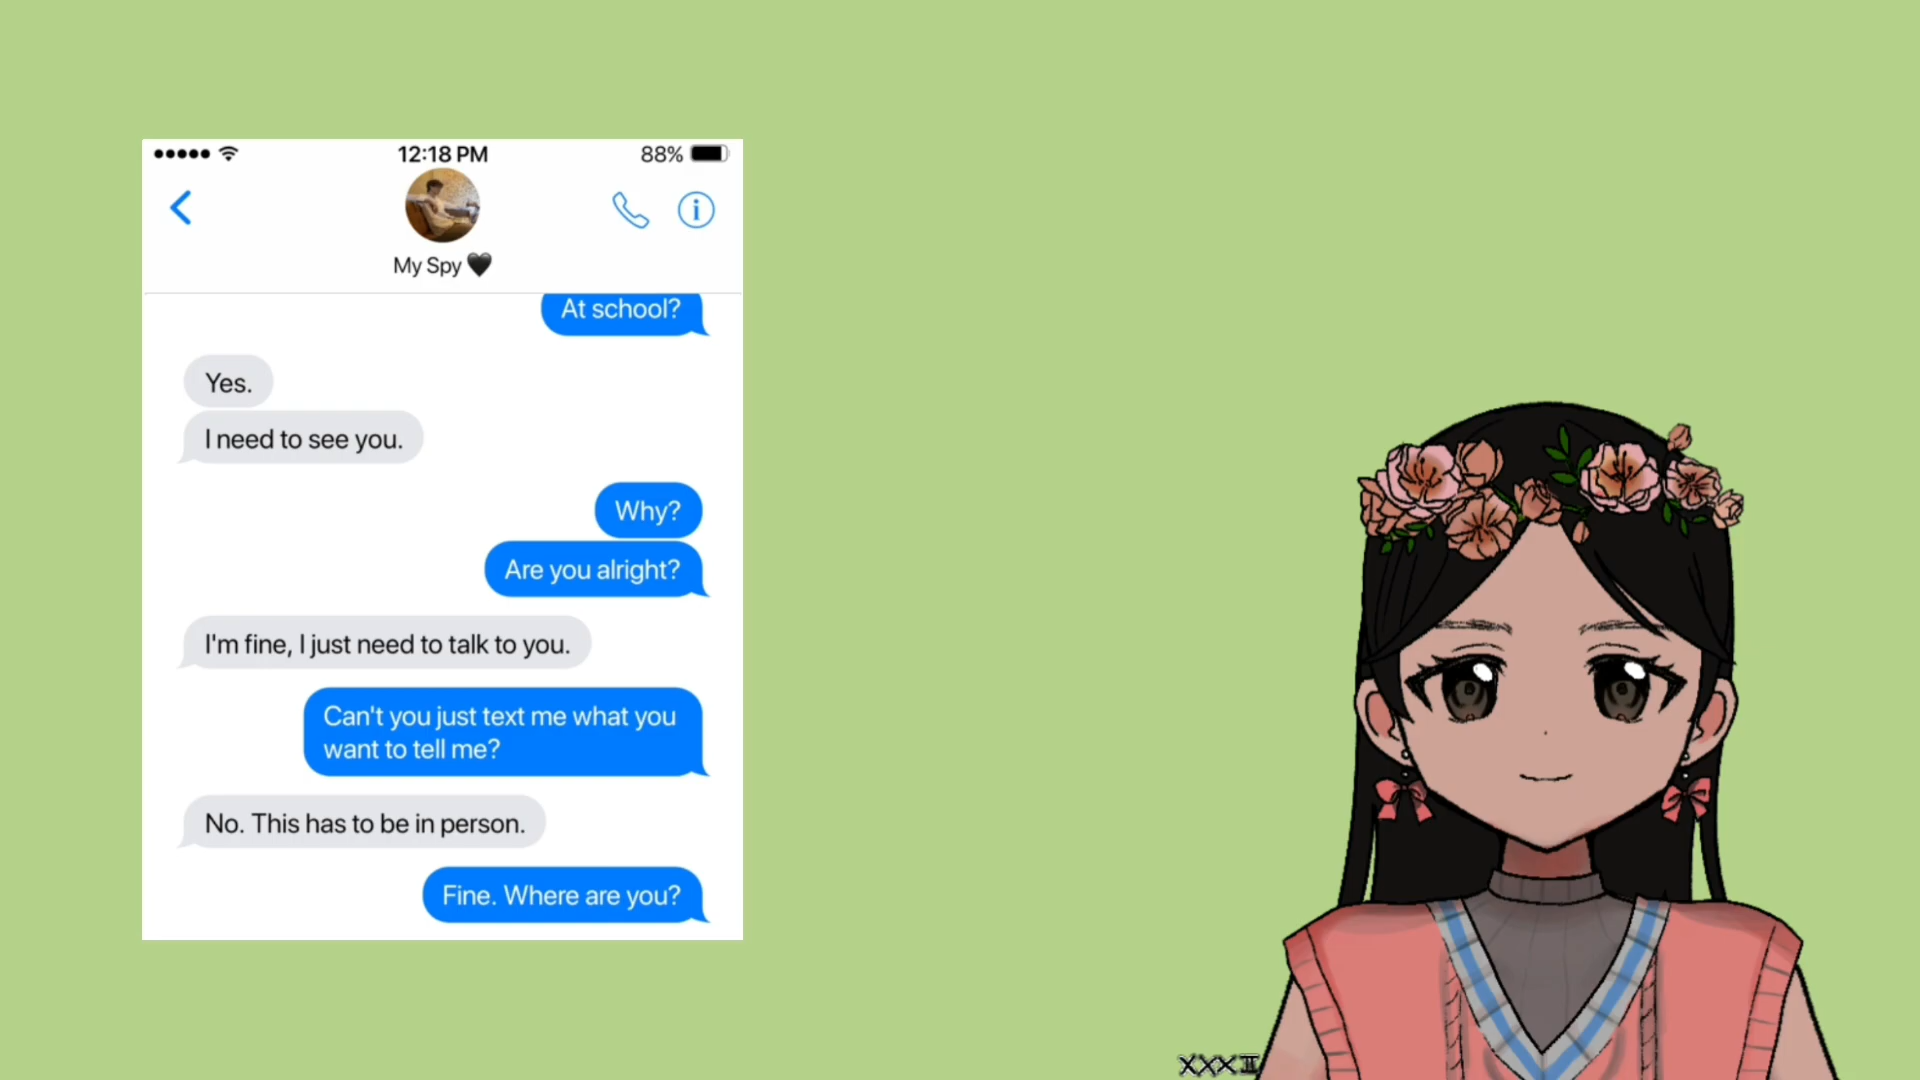 12:18 PM
88%
My Spy🖤
At school?
Yes.
I need to see you.
Why?
Are you alright?
I'm fine, I just need to talk to you.
Can't you just text me what you
want to tell me?
No. This has to be in person.
Fine. Where are you?
XXXII